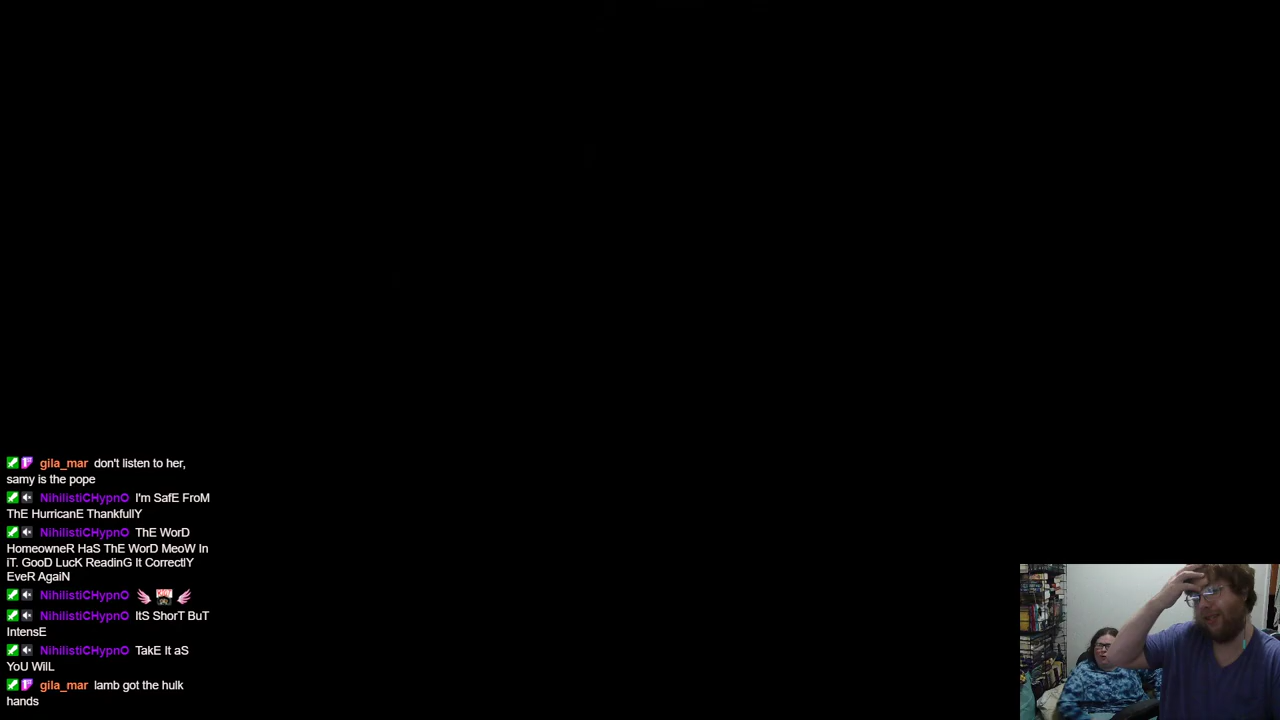 gila_mar don't listen to her,
samy is the pope
NihilistiCHypnO I'm SafE FroM
ThE HurricanE ThankfullY
NihilistiCHypnO ThE WorD
HomeowneR HaS ThE WorD MeoW In
iT. GooD LucK ReadinG It CorrectlY
EveR AgaiN
NihilistiCHypnO
NihilistiCHypnO ItS ShorT BuT
IntensE
NihilistiCHypnO TakE It aS
YoU WilL
gila_mar lamb got the hulk
hands